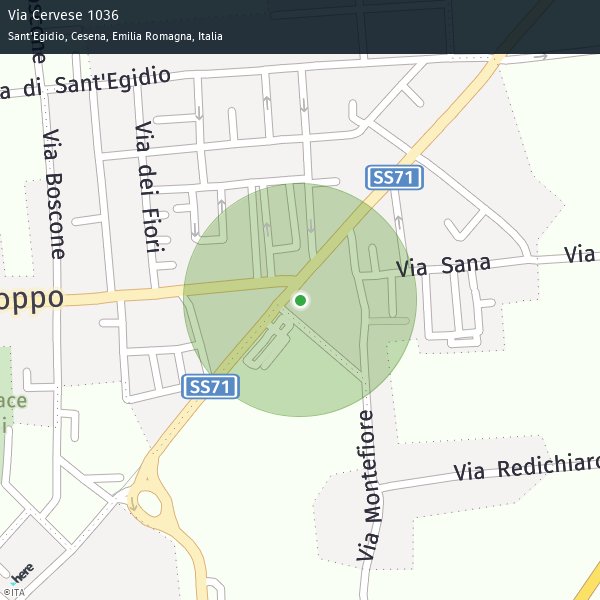 Via Cervese 1036
Sant'Egidio, Cesena, Emilia Romagna, Italia
a di Sant'Egidio
Via Boscone
Via dei Fiori
SS71
Via Sana
Via
oppo
SS71
ace
i
Via Montefiore
Via Redichiaro
here
©ITA